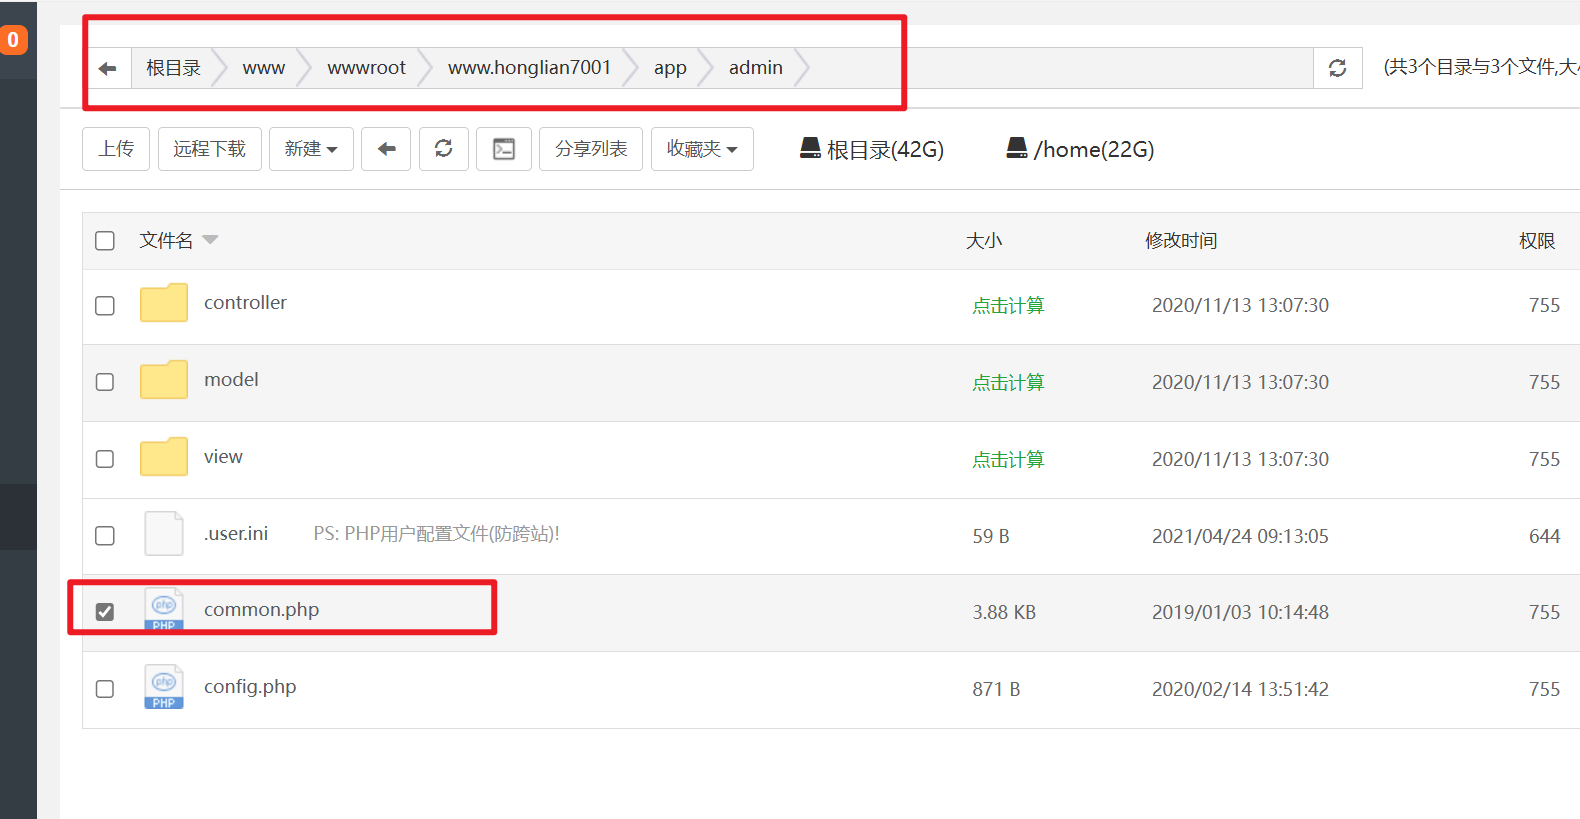 0
根目录 www wwwroot www.honglian7001 app admin (共3个目录与3个文件,大
上传 远程下载 新建 分享列表 收藏夹 根目录(42G) /home(22G)
文件名 大小 修改时间 权限
controller 点击计算 2020/11/13 13:07:30 755
model 点击计算 2020/11/13 13:07:30 755
view 点击计算 2020/11/13 13:07:30 755
.user.ini PS: PHP用户配置文件(防跨站)! 59 B 2021/04/24 09:13:05 644
php
PHP
common.php 3.88 KB 2019/01/03 10:14:48 755
php
PHP
config.php 871 B 2020/02/14 13:51:42 755